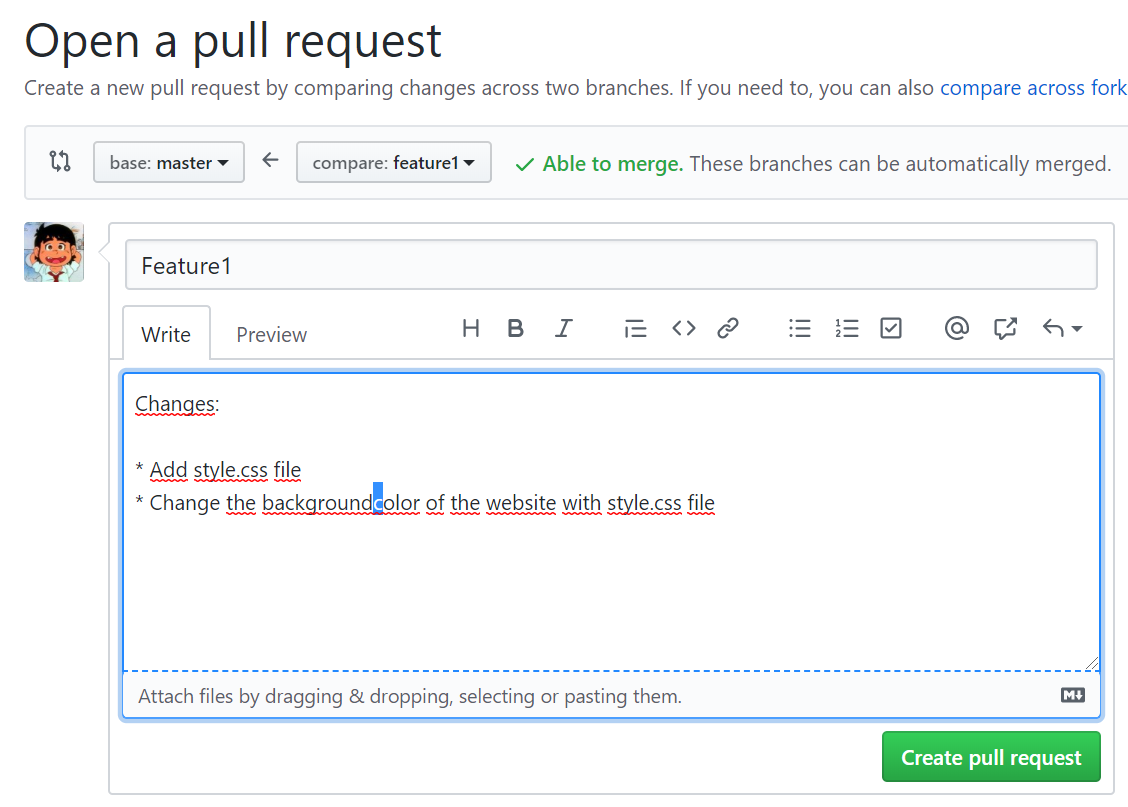 Open a pull request
Create a new pull request by comparing changes across two branches. If you need to, you can also compare across fork
base: master compare: feature1 Able to merge. These branches can be automatically merged.
Feature1
Write Preview
Changes:
* Add style.css file
* Change the backgroundcolor of the website with style.css file
Attach files by dragging & dropping, selecting or pasting them.
Create pull request